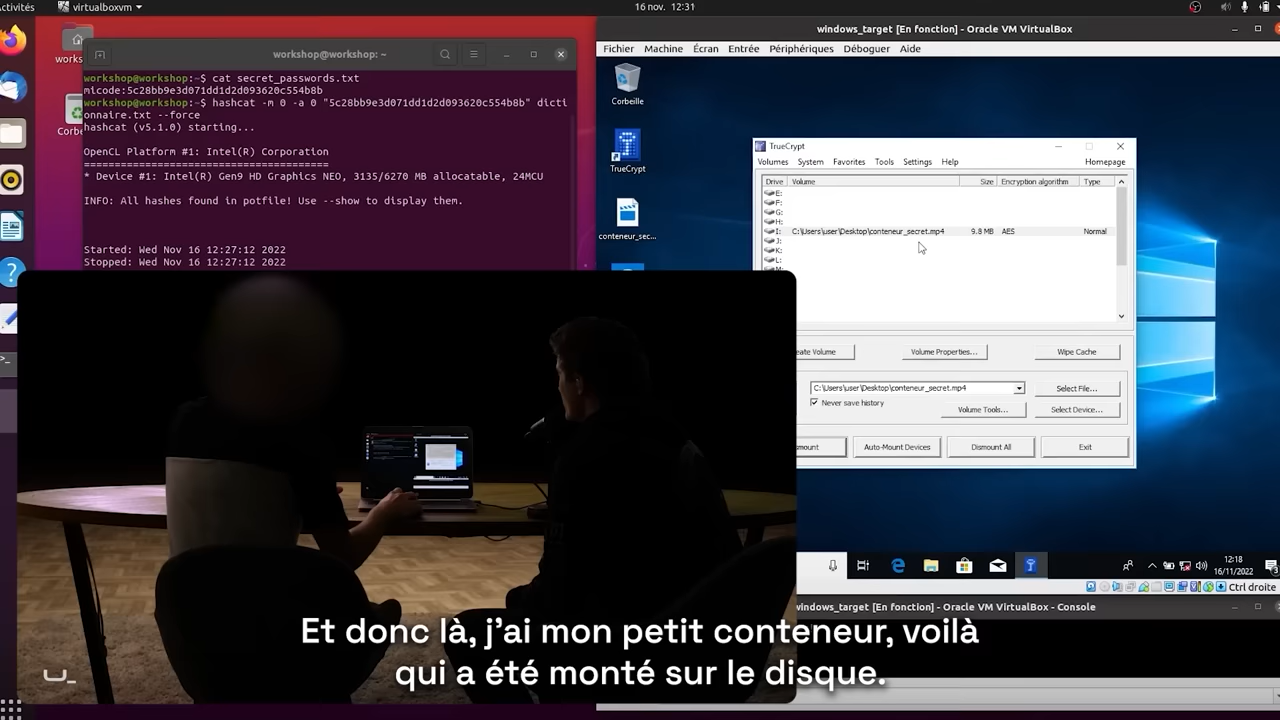 Activités
virtualboxvm
16 nov. 12:31
works
Corbe
workshop@workshop: ~
workshop@workshop:~$ cat secret_passwords.txt
micode:5c28bb9e3d071dd1d2d093620c554b8b
workshop@workshop:~$ hashcat -m 0 -a 0 "5c28bb9e3d071dd1d2d093620c554b8b" dicti
onnaire.txt --force
hashcat (v5.1.0) starting...
OpenCL Platform #1: Intel(R) Corporation
========================================
* Device #1: Intel(R) Gen9 HD Graphics NEO, 3135/6270 MB allocatable, 24MCU
INFO: All hashes found in potfile! Use --show to display them.
Started: Wed Nov 16 12:27:12 2022
Stopped: Wed Nov 16 12:27:12 2022
windows_target [En fonction] - Oracle VM VirtualBox
Fichier Machine Écran Entrée Périphériques Déboguer Aide
Corbeille
TrueCrypt
conteneur_sec...
TrueCrypt
Volumes System Favorites Tools Settings Help Homepage
Drive Volume Size Encryption algorithm Type
E:
F:
G:
H:
I: C:\Users\user\Desktop\conteneur_secret.mp4 9.8 MB AES Normal
J:
K:
L:
M:
eate Volume Volume Properties... Wipe Cache
C:\Users\user\Desktop\conteneur_secret.mp4 Select File...
Never save history
Volume Tools... Select Device...
mount Auto-Mount Devices Dismount All Exit
12:18
16/11/2022
3
Ctrl droite
windows_target [En fonction] - Oracle VM VirtualBox - Console
Et donc là, j'ai mon petit conteneur, voilà
qui a été monté sur le disque.